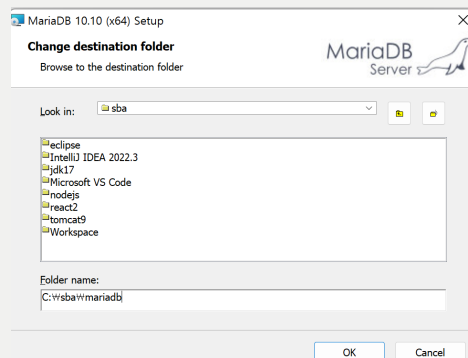 MariaDB 10.10 (x64) Setup
Change destination folder
Browse to the destination folder
MariaDB
Server
Look in:
sba
eclipse
IntelliJ IDEA 2022.3
jdk17
Microsoft VS Code
nodejs
react2
tomcat9
Workspace
Folder name:
C:₩sba₩mariadb
OK
Cancel